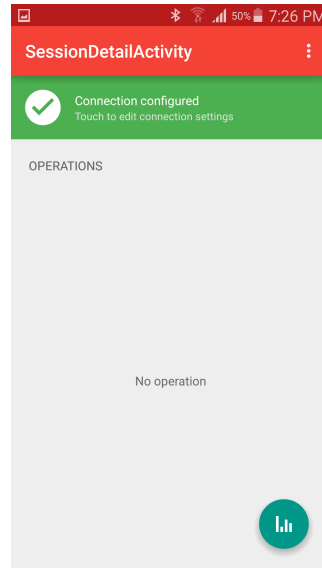 50% 7:26 PM
SessionDetailActivity
Connection configured
Touch to edit connection settings
OPERATIONS
No operation